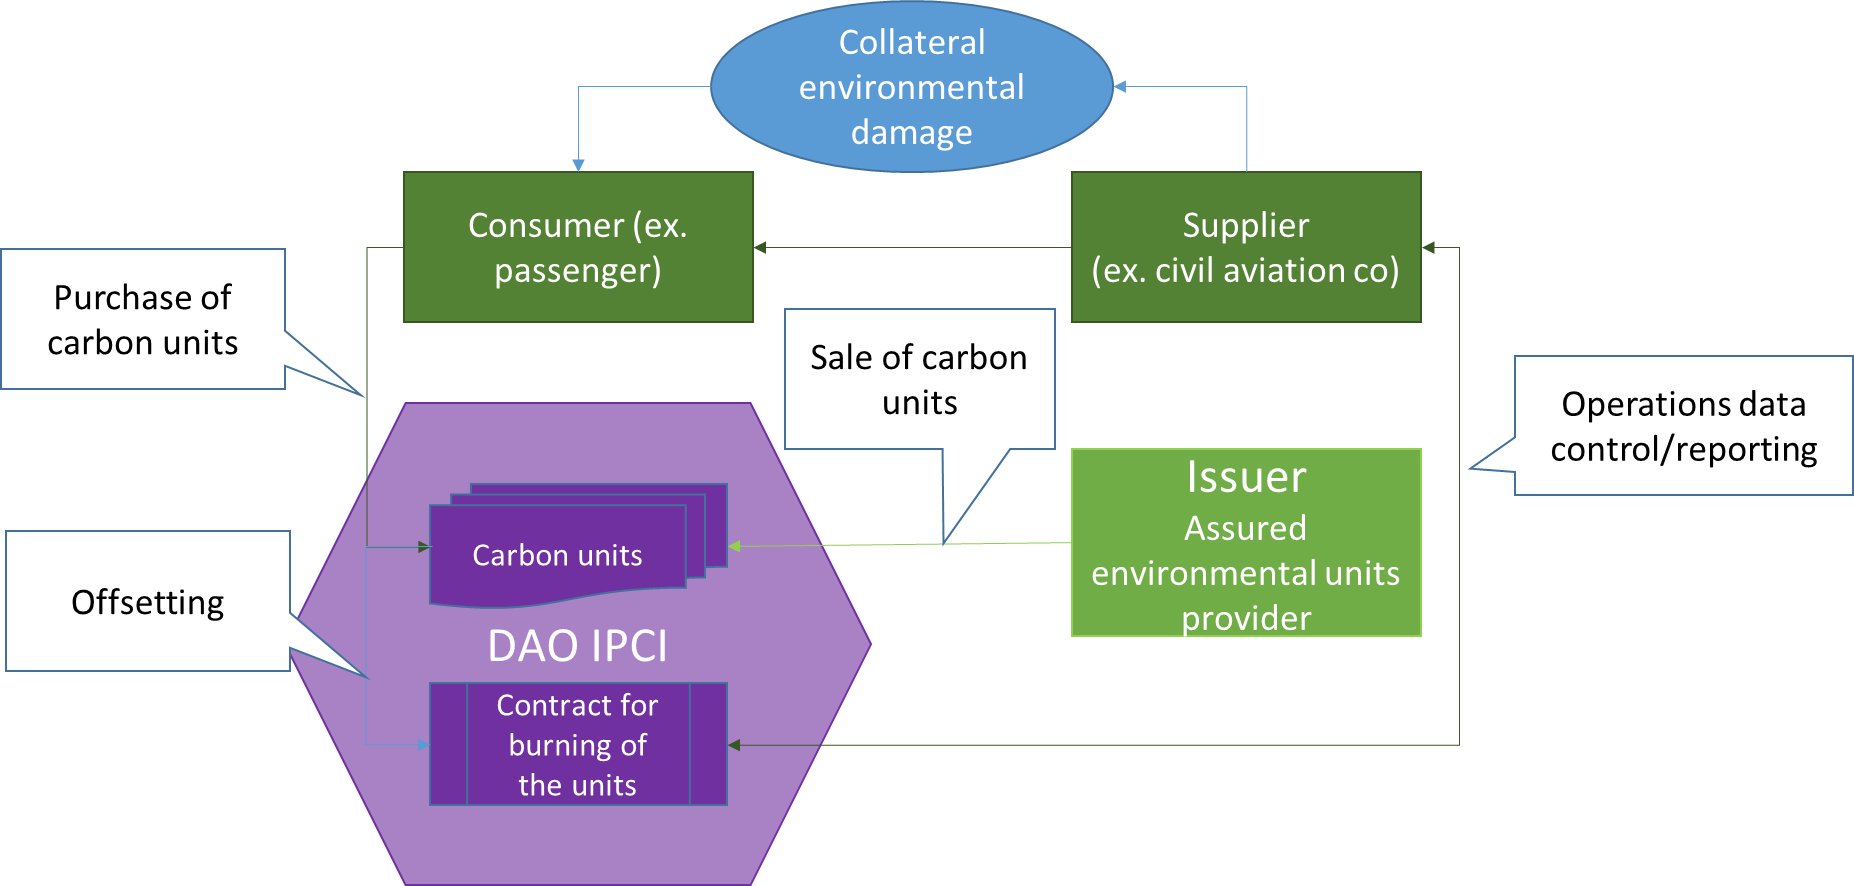 Collateral
environmental
damage
Consumer (ex.
passenger)
Supplier
(ex. civil aviation co)
Purchase of
carbon units
Sale of carbon
units
Operations data
control/reporting
Issuer
Assured
environmental units
provider
Carbon units
Offsetting
DAO IPCI
Contract for
burning of
the units